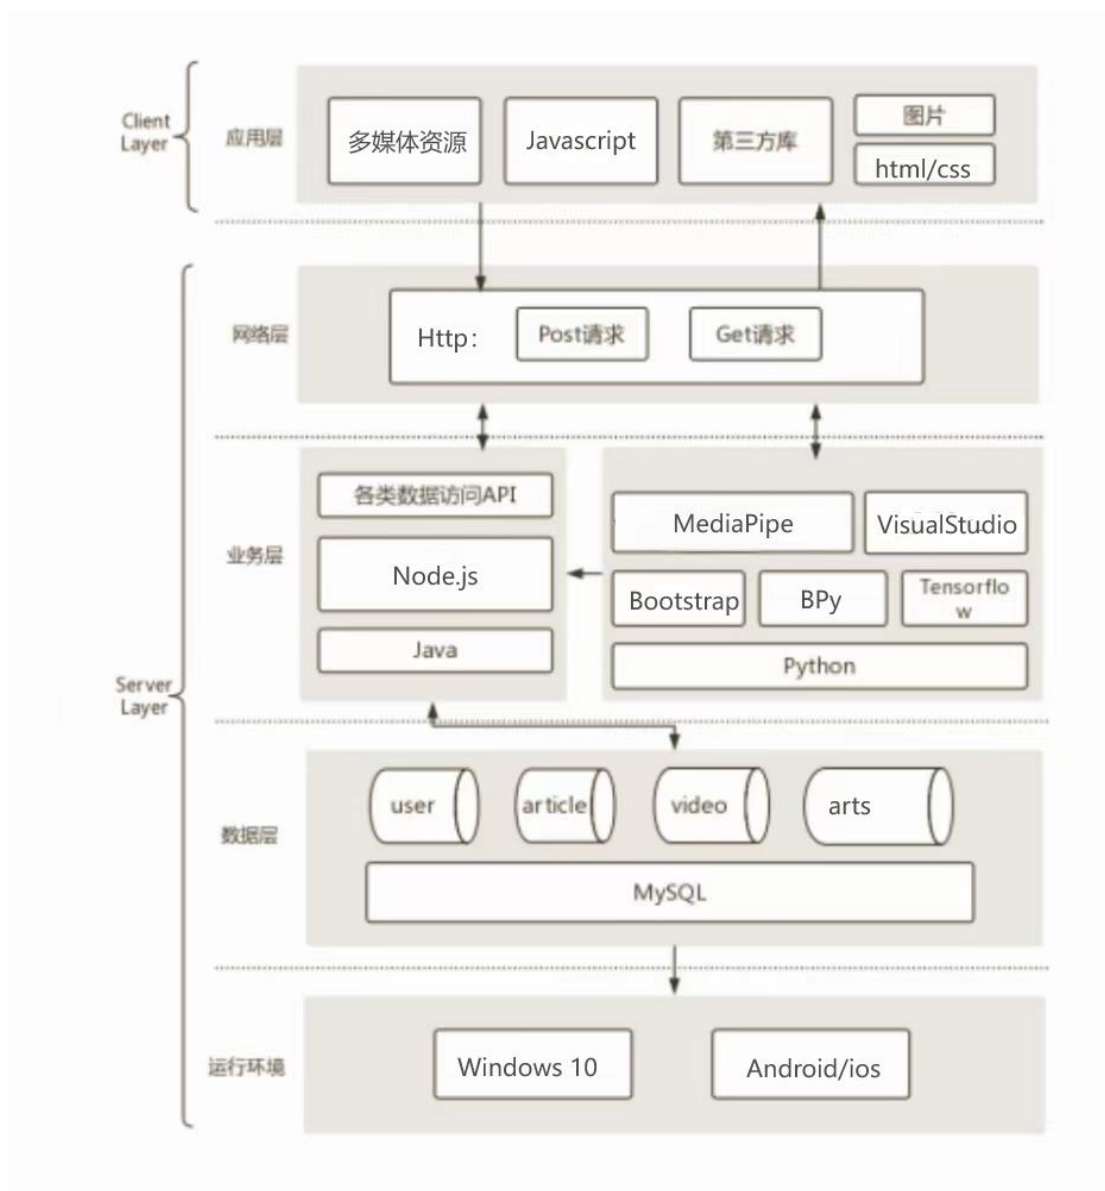 Client
Layer
应用层
多媒体资源
Javascript
第三方库
图片
html/css
网络层
Http：
Post请求
Get请求
业务层
各类数据访问API
Node.js
Java
MediaPipe
VisualStudio
Bootstrap
BPy
Tensorflo
w
Python
Server
Layer
数据层
user
article
video
arts
MySQL
运行环境
Windows 10
Android/ios